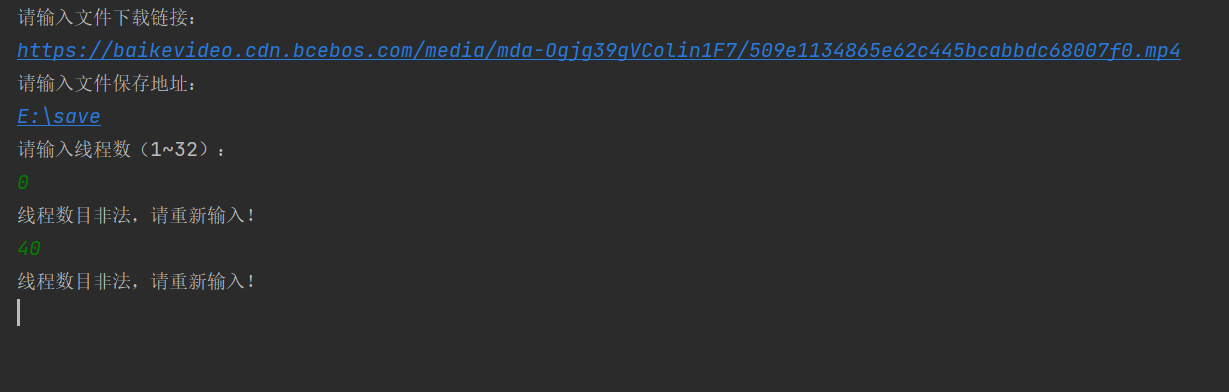 请输入文件下载链接：
https://baikevideo.cdn.bcebos.com/media/mda-Ogjg39gVColin1F7/509e1134865e62c445bcabbdc68007f0.mp4
请输入文件保存地址：
E:\save
请输入线程数（1~32）：
0
线程数目非法，请重新输入！
40
线程数目非法，请重新输入！